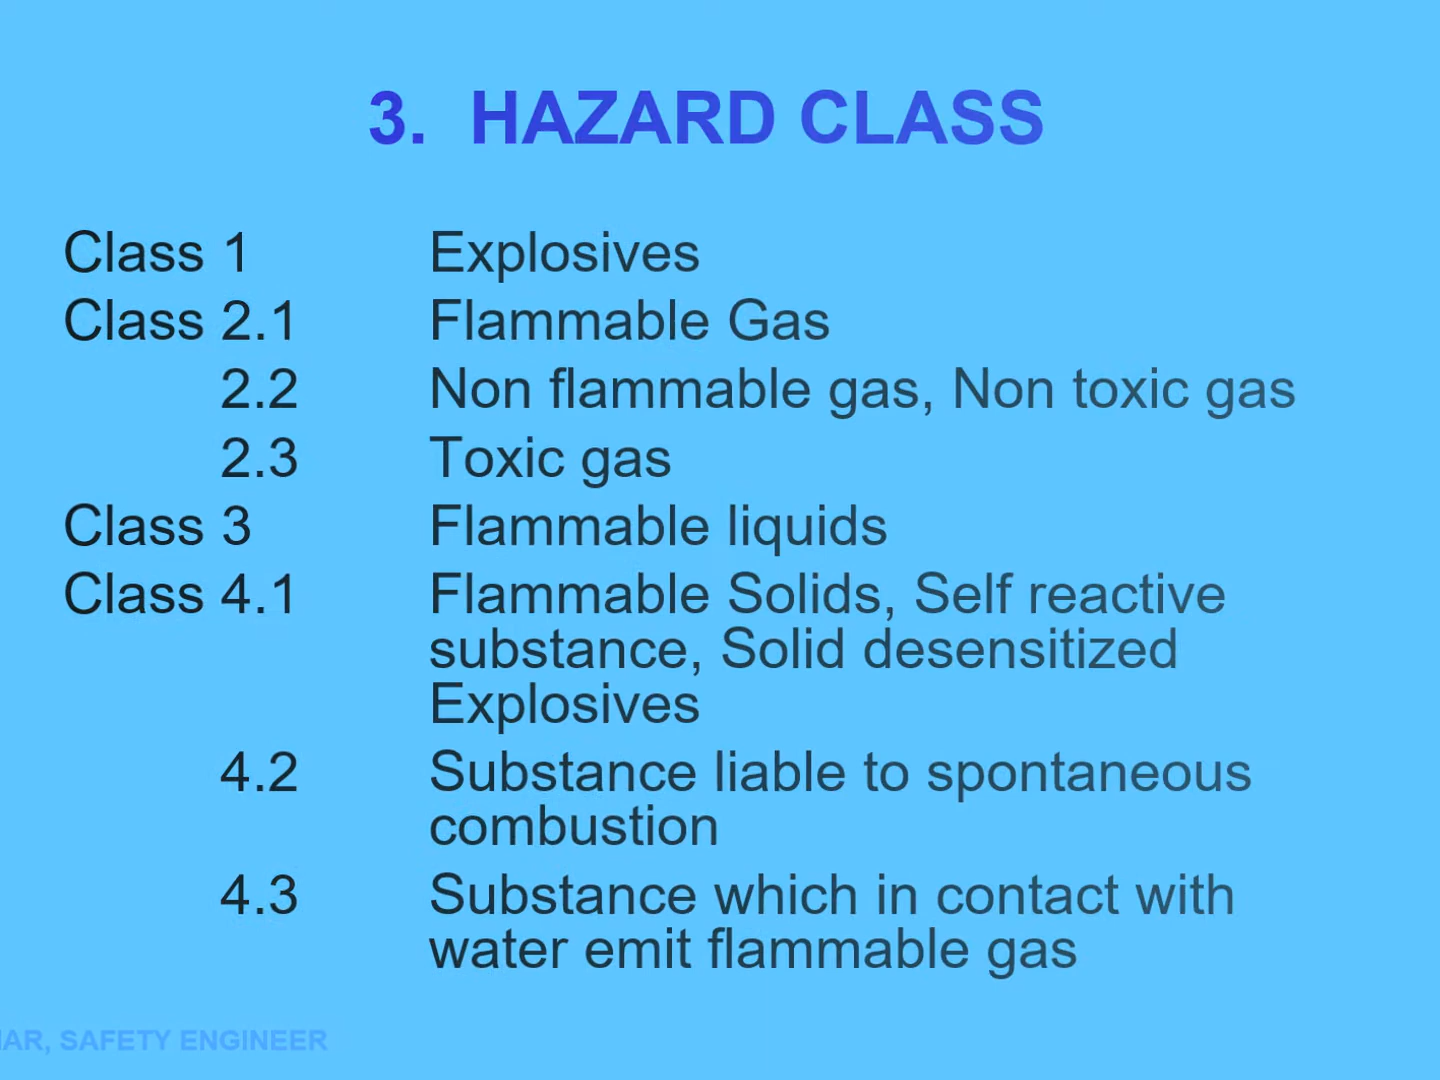 3. HAZARD CLASS
Class 1 Explosives
Class 2.1 Flammable Gas
2.2 Non flammable gas, Non toxic gas
2.3 Toxic gas
Class 3 Flammable liquids
Class 4.1 Flammable Solids, Self reactive
substance, Solid desensitized
Explosives
4.2 Substance liable to spontaneous
combustion
4.3 Substance which in contact with
water emit flammable gas
SAFETY ENGINEER